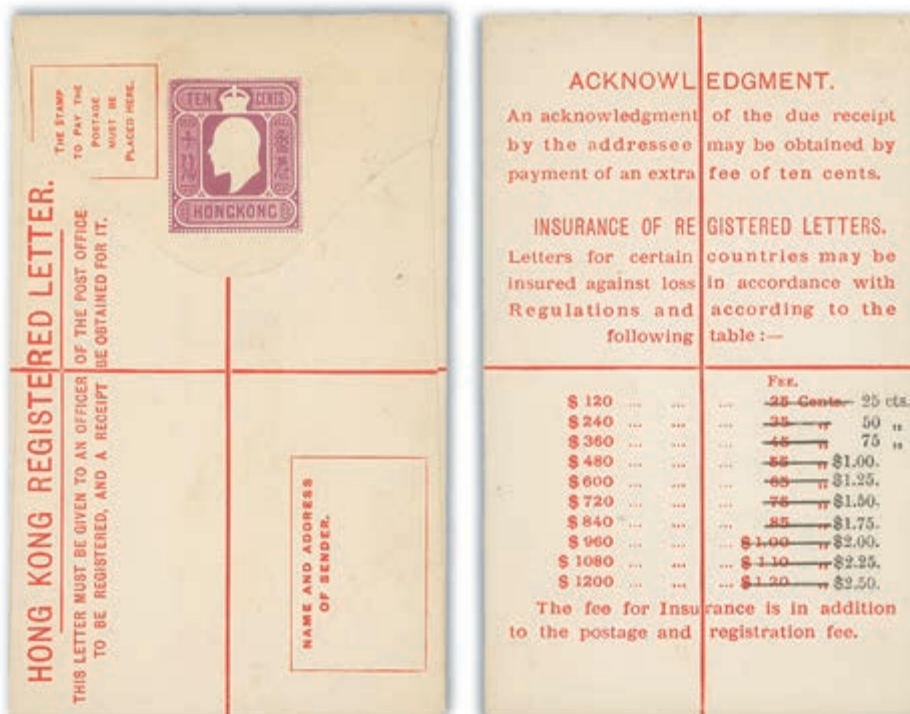 THE STAMP
TO PAY THE
POSTAGE
MUST BE
PLACED HERE.
TEN CENTS
HONGKONG
HONG KONG REGISTERED LETTER.
THIS LETTER MUST BE GIVEN TO AN OFFICER OF THE POST OFFICE
TO BE REGISTERED, AND A RECEIPT BE OBTAINED FOR IT.
NAME AND ADDRESS
OF SENDER.
ACKNOWLEDGMENT.
An acknowledgment of the due receipt
by the addressee may be obtained by
payment of an extra fee of ten cents.
INSURANCE OF REGISTERED LETTERS.
Letters for certain countries may be
insured against loss in accordance with
Regulations and according to the
following table :—
FEE.
$ 120 ... ... ... 25 Cents. 25 cts.
$ 240 ... ... ... 35 „ 50 „
$ 360 ... ... ... 45 „ 75 „
$ 480 ... ... ... 55 „ $1.00.
$ 600 ... ... ... 65 „ $1.25.
$ 720 ... ... ... 75 „ $1.50.
$ 840 ... ... ... 85 „ $1.75.
$ 960 ... ... ... $ 1.00 „ $2.00.
$ 1080 ... ... ... $ 1.10 „ $2.25.
$ 1200 ... ... ... $ 1.20 „ $2.50.
The fee for Insurance is in addition
to the postage and registration fee.